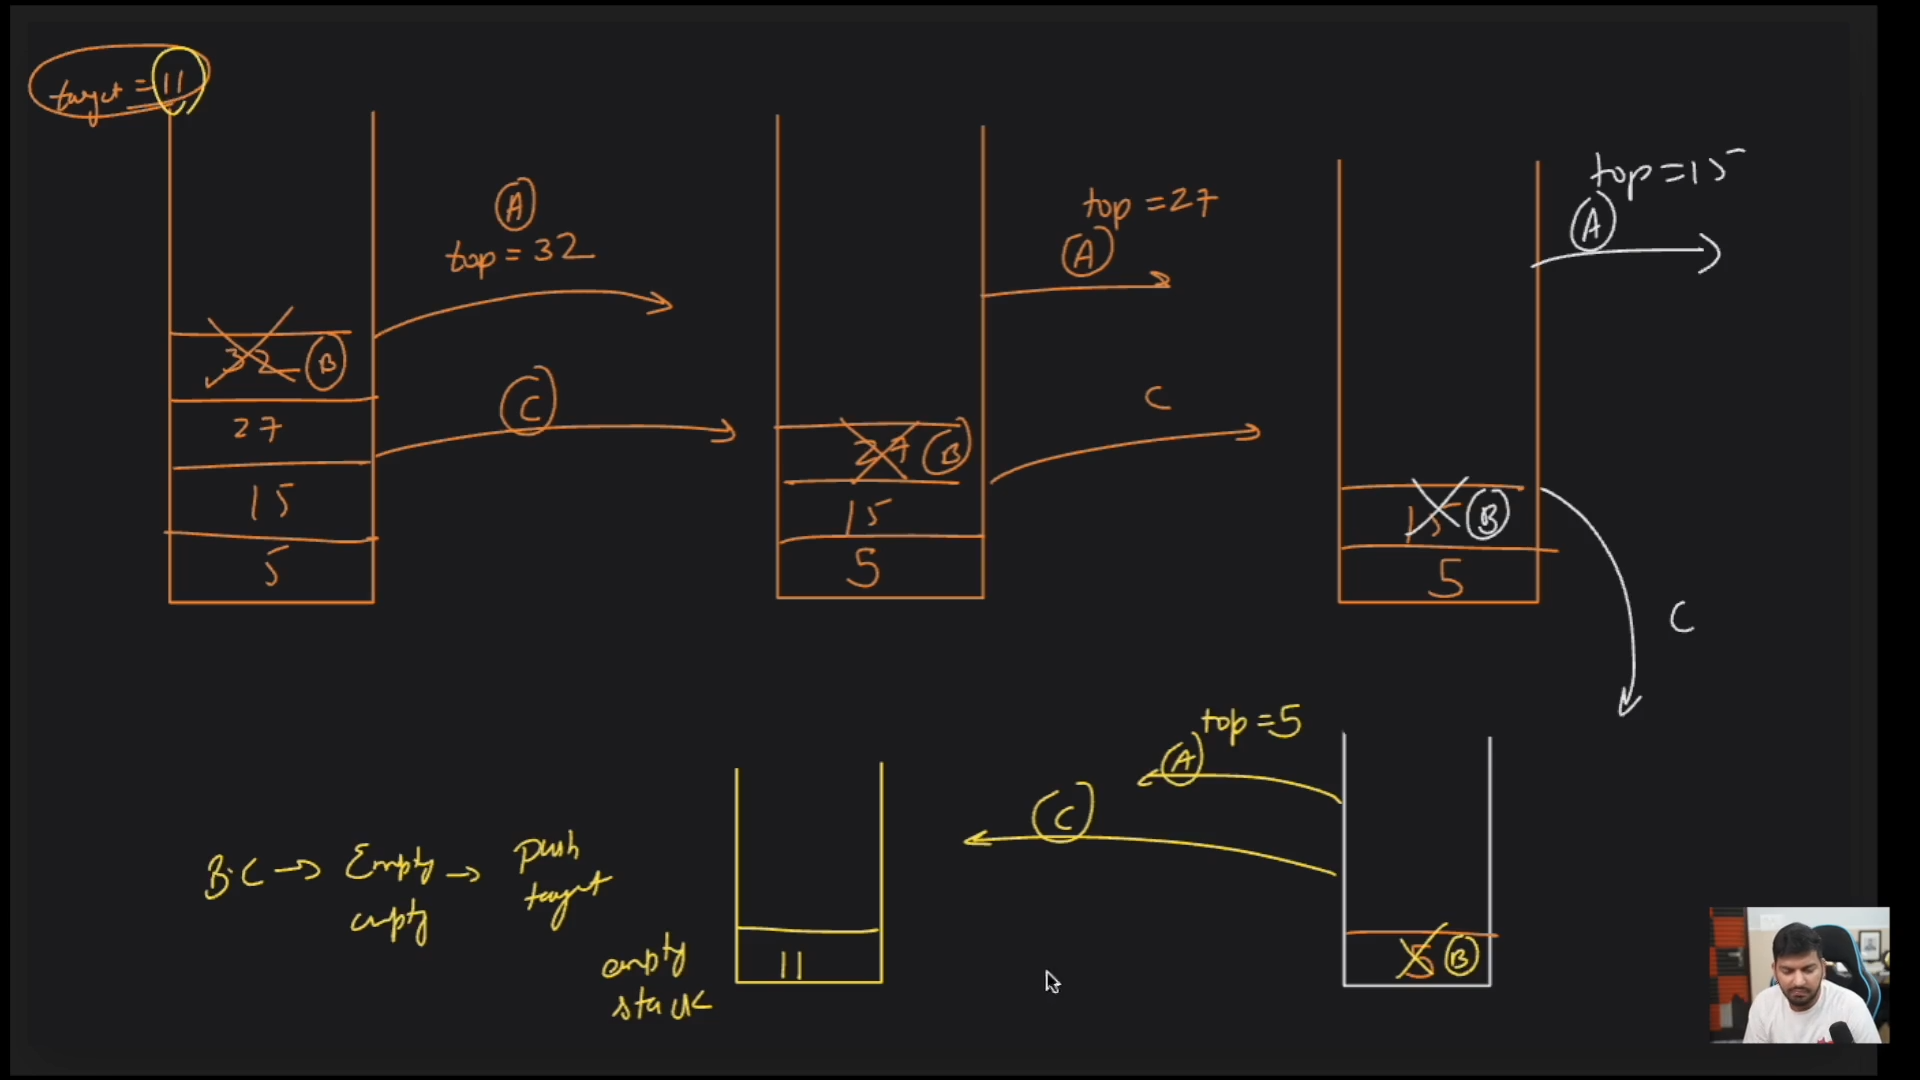 target = 11
A
top = 32
32 B
27
15
5
C
top = 27
A
27 B
15
5
C
top = 15
A
15 B
5
C
top = 5
A
C
5 B
B.C → Empty → push
empty target
empty
stack
11